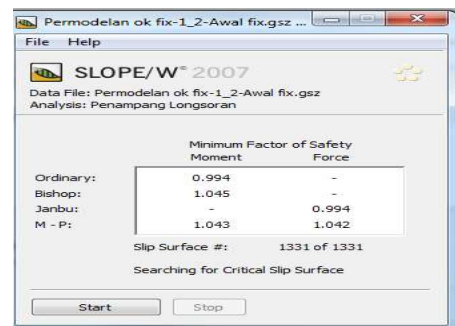 Permodelan ok fix-1_2-Awal fix.gsz ...
File Help
SLOPE/W® 2007
Data File: Permodelan ok fix-1_2-Awal fix.gsz
Analysis: Penampang Longsoran
Minimum Factor of Safety
Moment Force
Ordinary: 0.994 -
Bishop: 1.045 -
Janbu: - 0.994
M - P: 1.043 1.042
Slip Surface #: 1331 of 1331
Searching for Critical Slip Surface
Start Stop